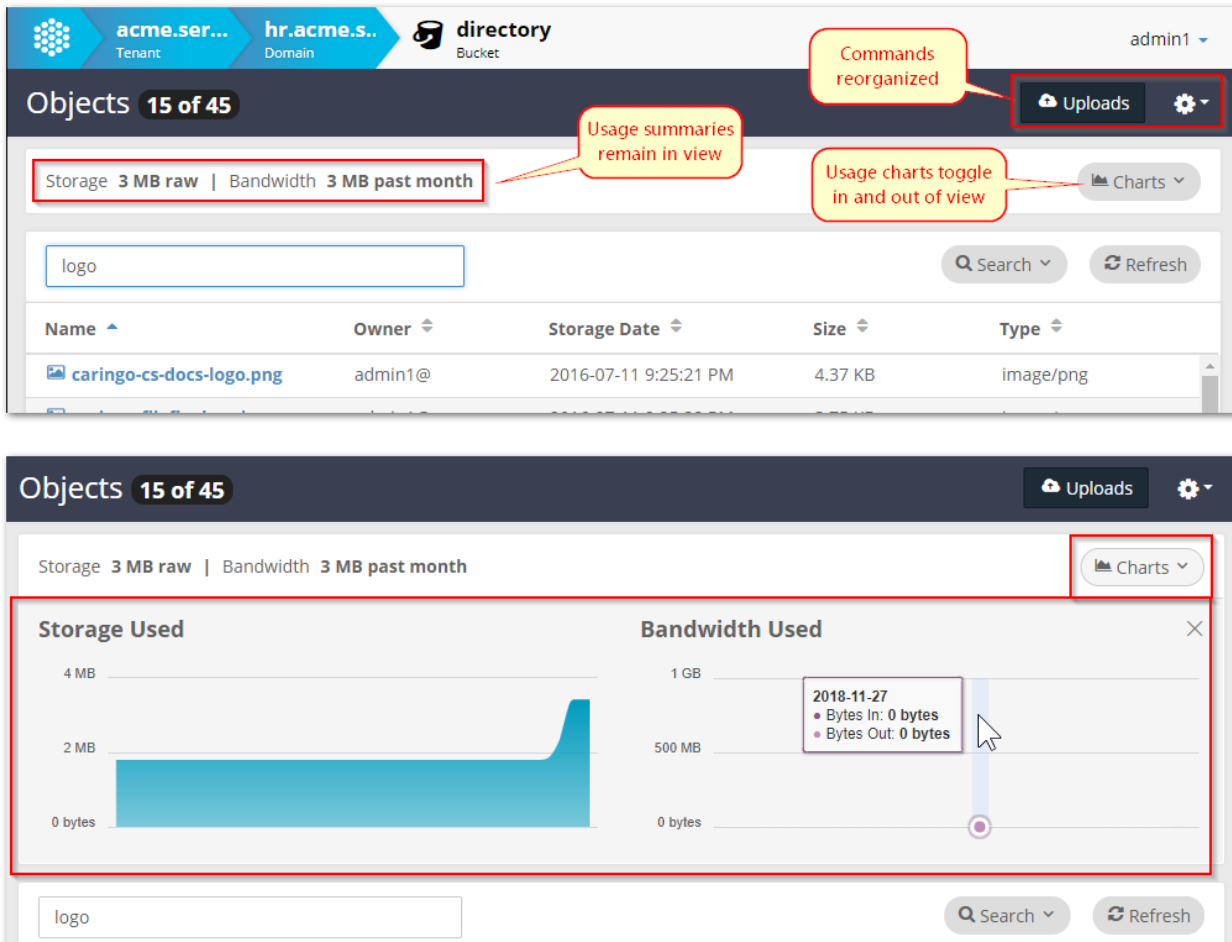 acme.ser... hr.acme.s.. directory
Tenant Domain Bucket
admin1
Commands
reorganized
Objects 15 of 45
Uploads
Usage summaries
remain in view
Storage 3 MB raw | Bandwidth 3 MB past month
Usage charts toggle
in and out of view
Charts
logo
Search Refresh
Name Owner Storage Date Size Type
caringo-cs-docs-logo.png admin1@ 2016-07-11 9:25:21 PM 4.37 KB image/png
Objects 15 of 45
Uploads
Storage 3 MB raw | Bandwidth 3 MB past month
Charts
Storage Used
4 MB
2 MB
0 bytes
Bandwidth Used
1 GB
500 MB
0 bytes
2018-11-27
Bytes In: 0 bytes
Bytes Out: 0 bytes
logo
Search Refresh